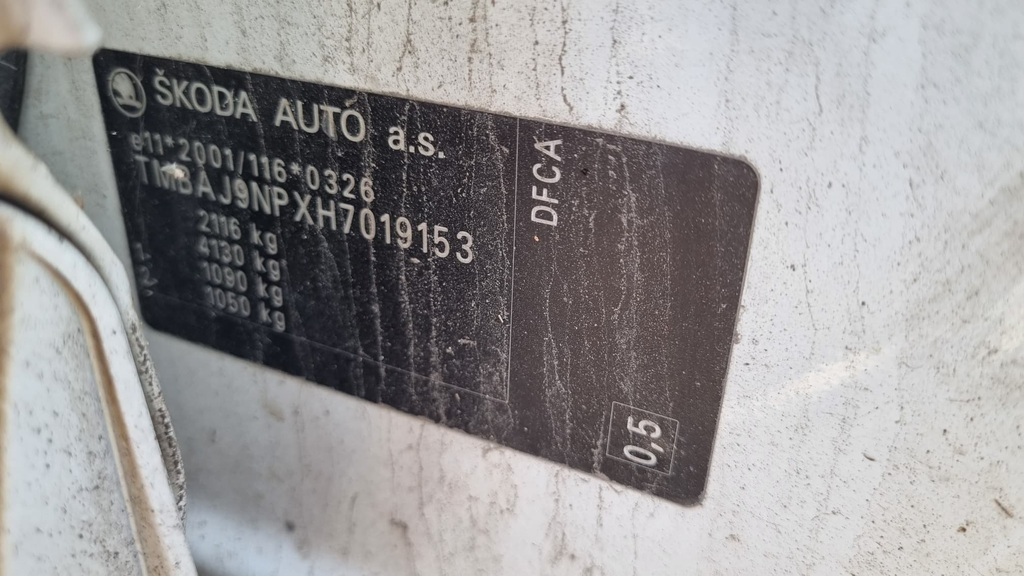 ŠKODA AUTO a.s.
e11*2001/116*0326
TMBAJ9NPXH7019153
2116 kg
4130 kg
1. 1090 kg
2. 1050 kg
DFCA
0,5